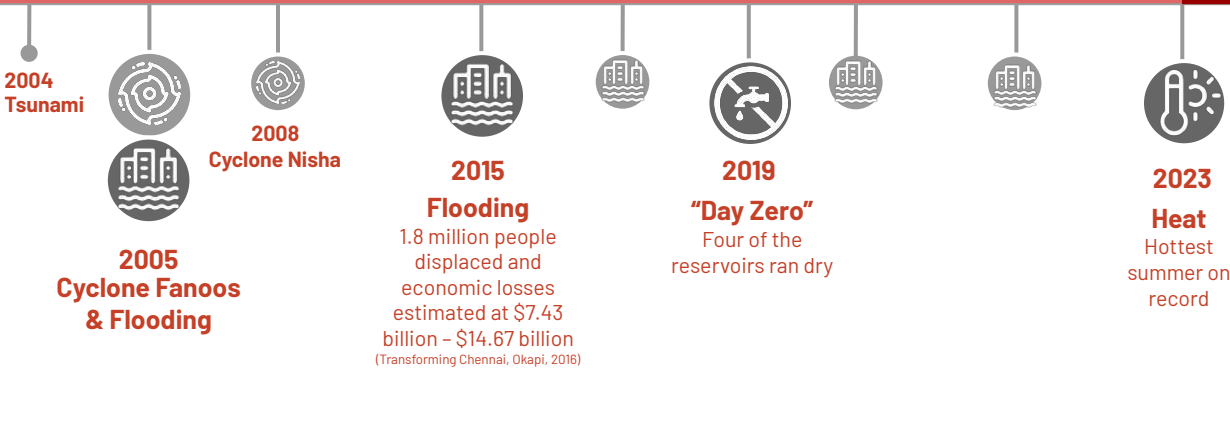 2004
Tsunami
2005
Cyclone Fanoos
& Flooding
2008
Cyclone Nisha
2015
Flooding
1.8 million people
displaced and
economic losses
estimated at $7.43
billion – $14.67 billion
(Transforming Chennai, Okapi, 2016)
2019
“Day Zero”
Four of the
reservoirs ran dry
2023
Heat
Hottest
summer on
record